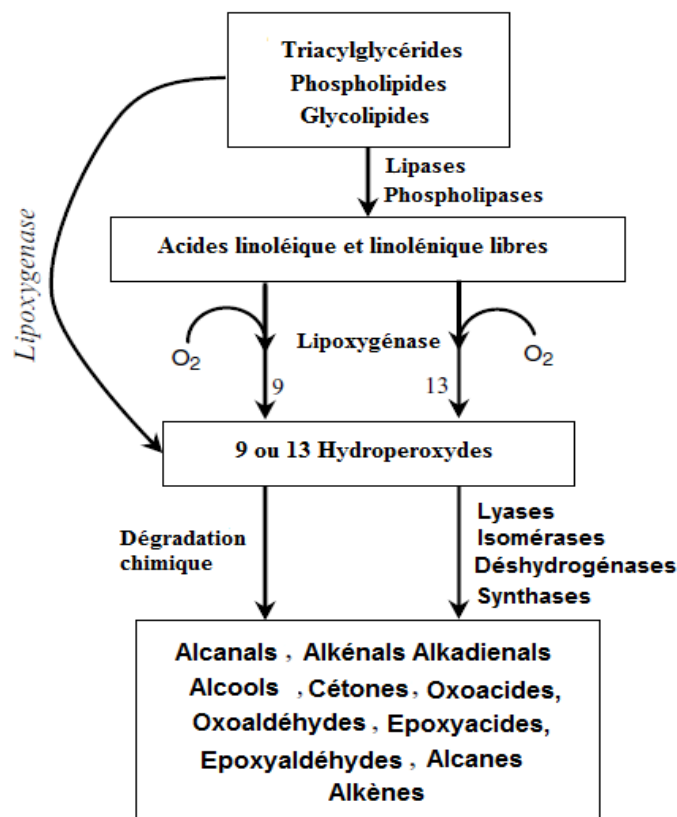 Triacylglycérides
Phospholipides
Glycolipides
Lipases
Phospholipases
Lipoxygenase
Acides linoléique et linolénique libres
O2
Lipoxygénase
O2
9
13
9 ou 13 Hydroperoxydes
Dégradation
chimique
Lyases
Isomérases
Déshydrogénases
Synthases
Alcanals , Alkénals Alkadienals
Alcools , Cétones, Oxoacides,
Oxoaldéhydes , Epoxyacides,
Epoxyaldéhydes , Alcanes
Alkènes